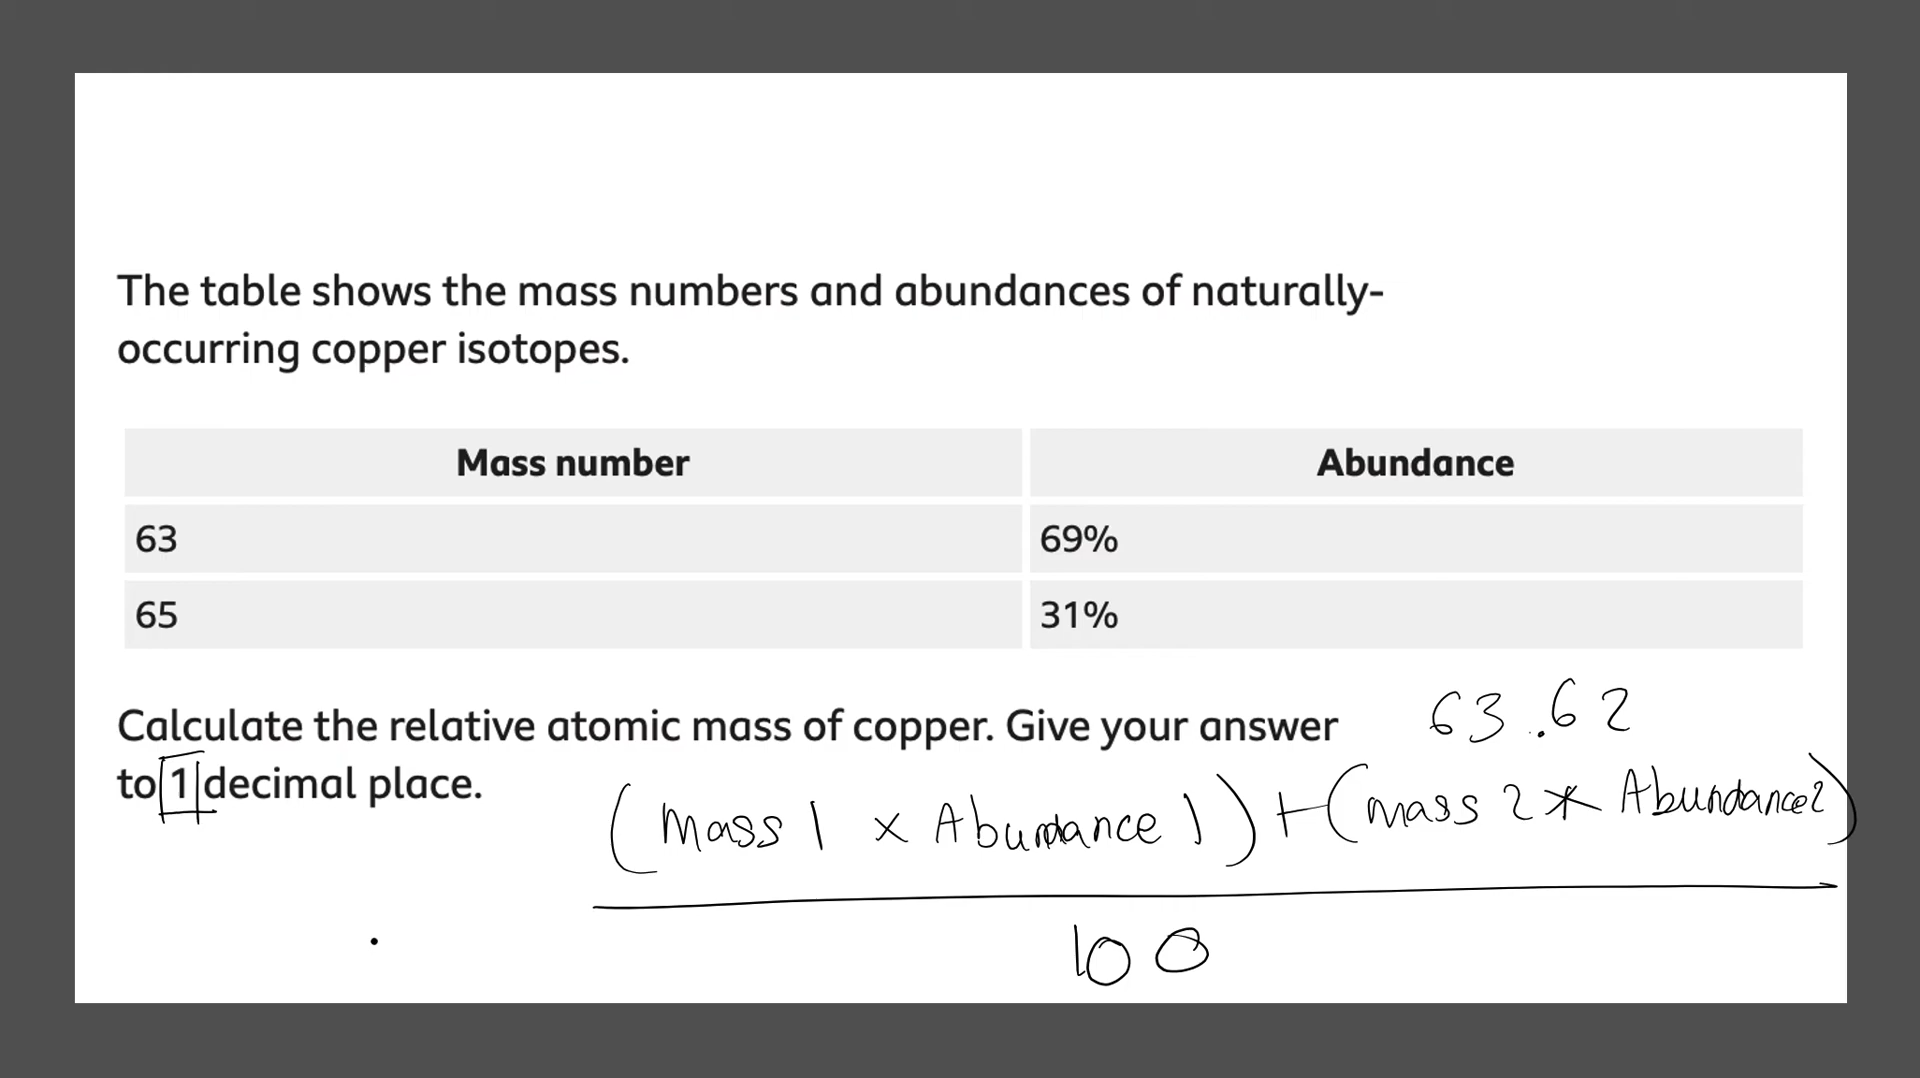 The table shows the mass numbers and abundances of naturally-
occurring copper isotopes.
Mass number Abundance
63 69%
65 31%
Calculate the relative atomic mass of copper. Give your answer
to 1 decimal place.
63.62
(Mass 1 x Abundance 1) + (mass 2 * Abundance2)
100